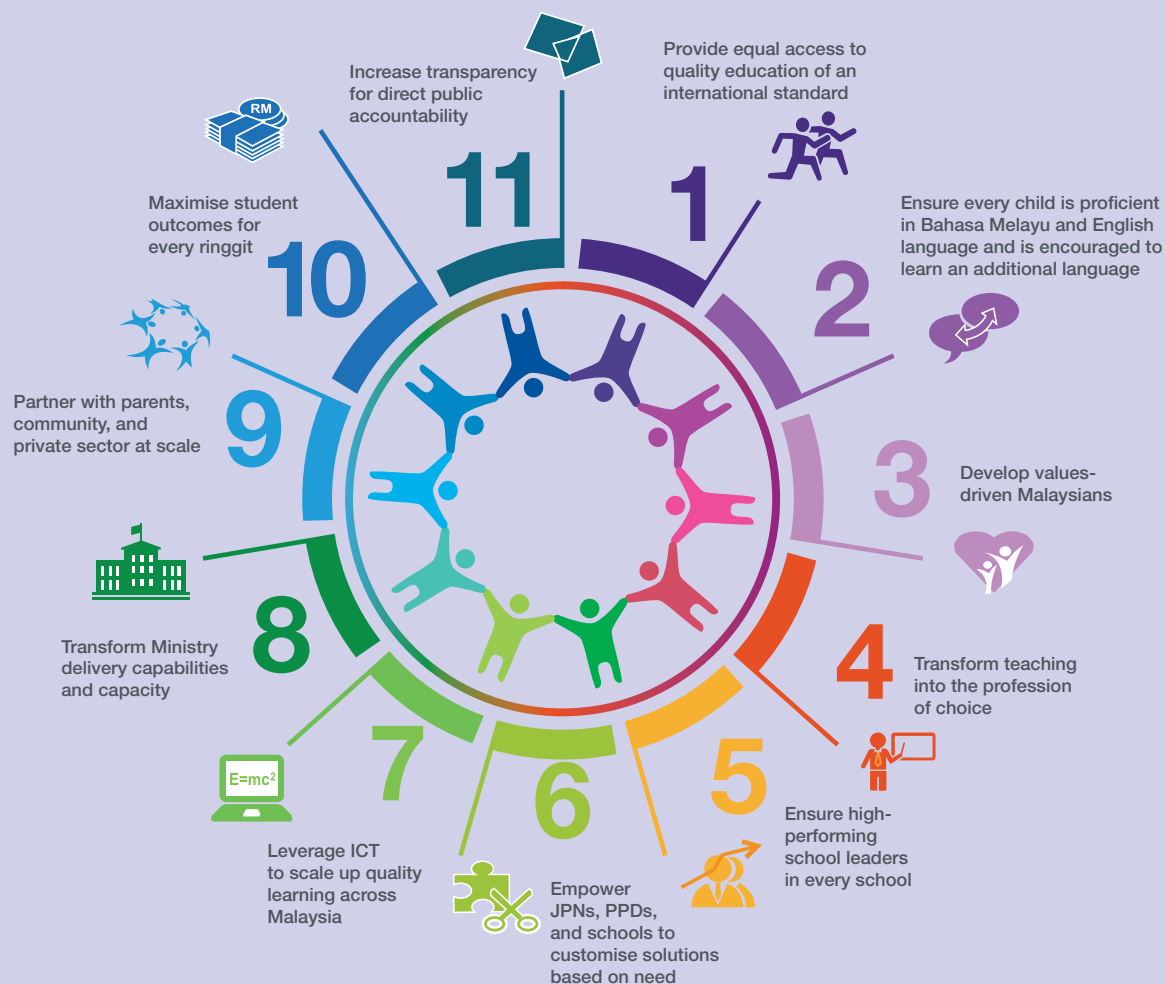 1
Provide equal access to
quality education of an
international standard
2
Ensure every child is proficient
in Bahasa Melayu and English
language and is encouraged to
learn an additional language
3
Develop values-
driven Malaysians
4
Transform teaching
into the profession
of choice
5
Ensure high-
performing
school leaders
in every school
6
Empower
JPNs, PPDs,
and schools to
customise solutions
based on need
7
E=mc²
Leverage ICT
to scale up quality
learning across
Malaysia
8
Transform Ministry
delivery capabilities
and capacity
9
Partner with parents,
community, and
private sector at scale
10
RM
Maximise student
outcomes for
every ringgit
11
Increase transparency
for direct public
accountability